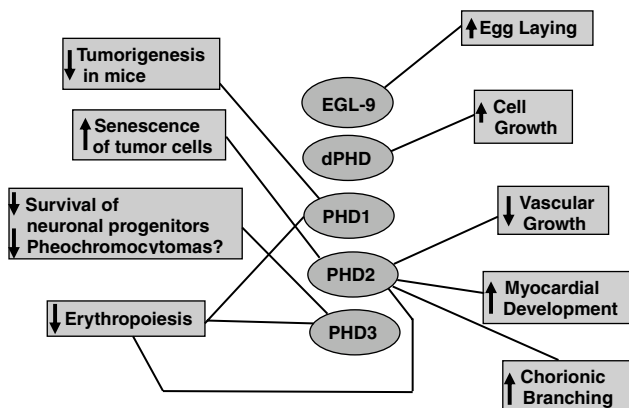 Egg Laying
Tumorigenesis
in mice
EGL-9
Senescence
of tumor cells
Cell
Growth
dPHD
Survival of
neuronal progenitors
Pheochromocytomas?
PHD1
Vascular
Growth
PHD2
Myocardial
Development
Erythropoiesis
PHD3
Chorionic
Branching